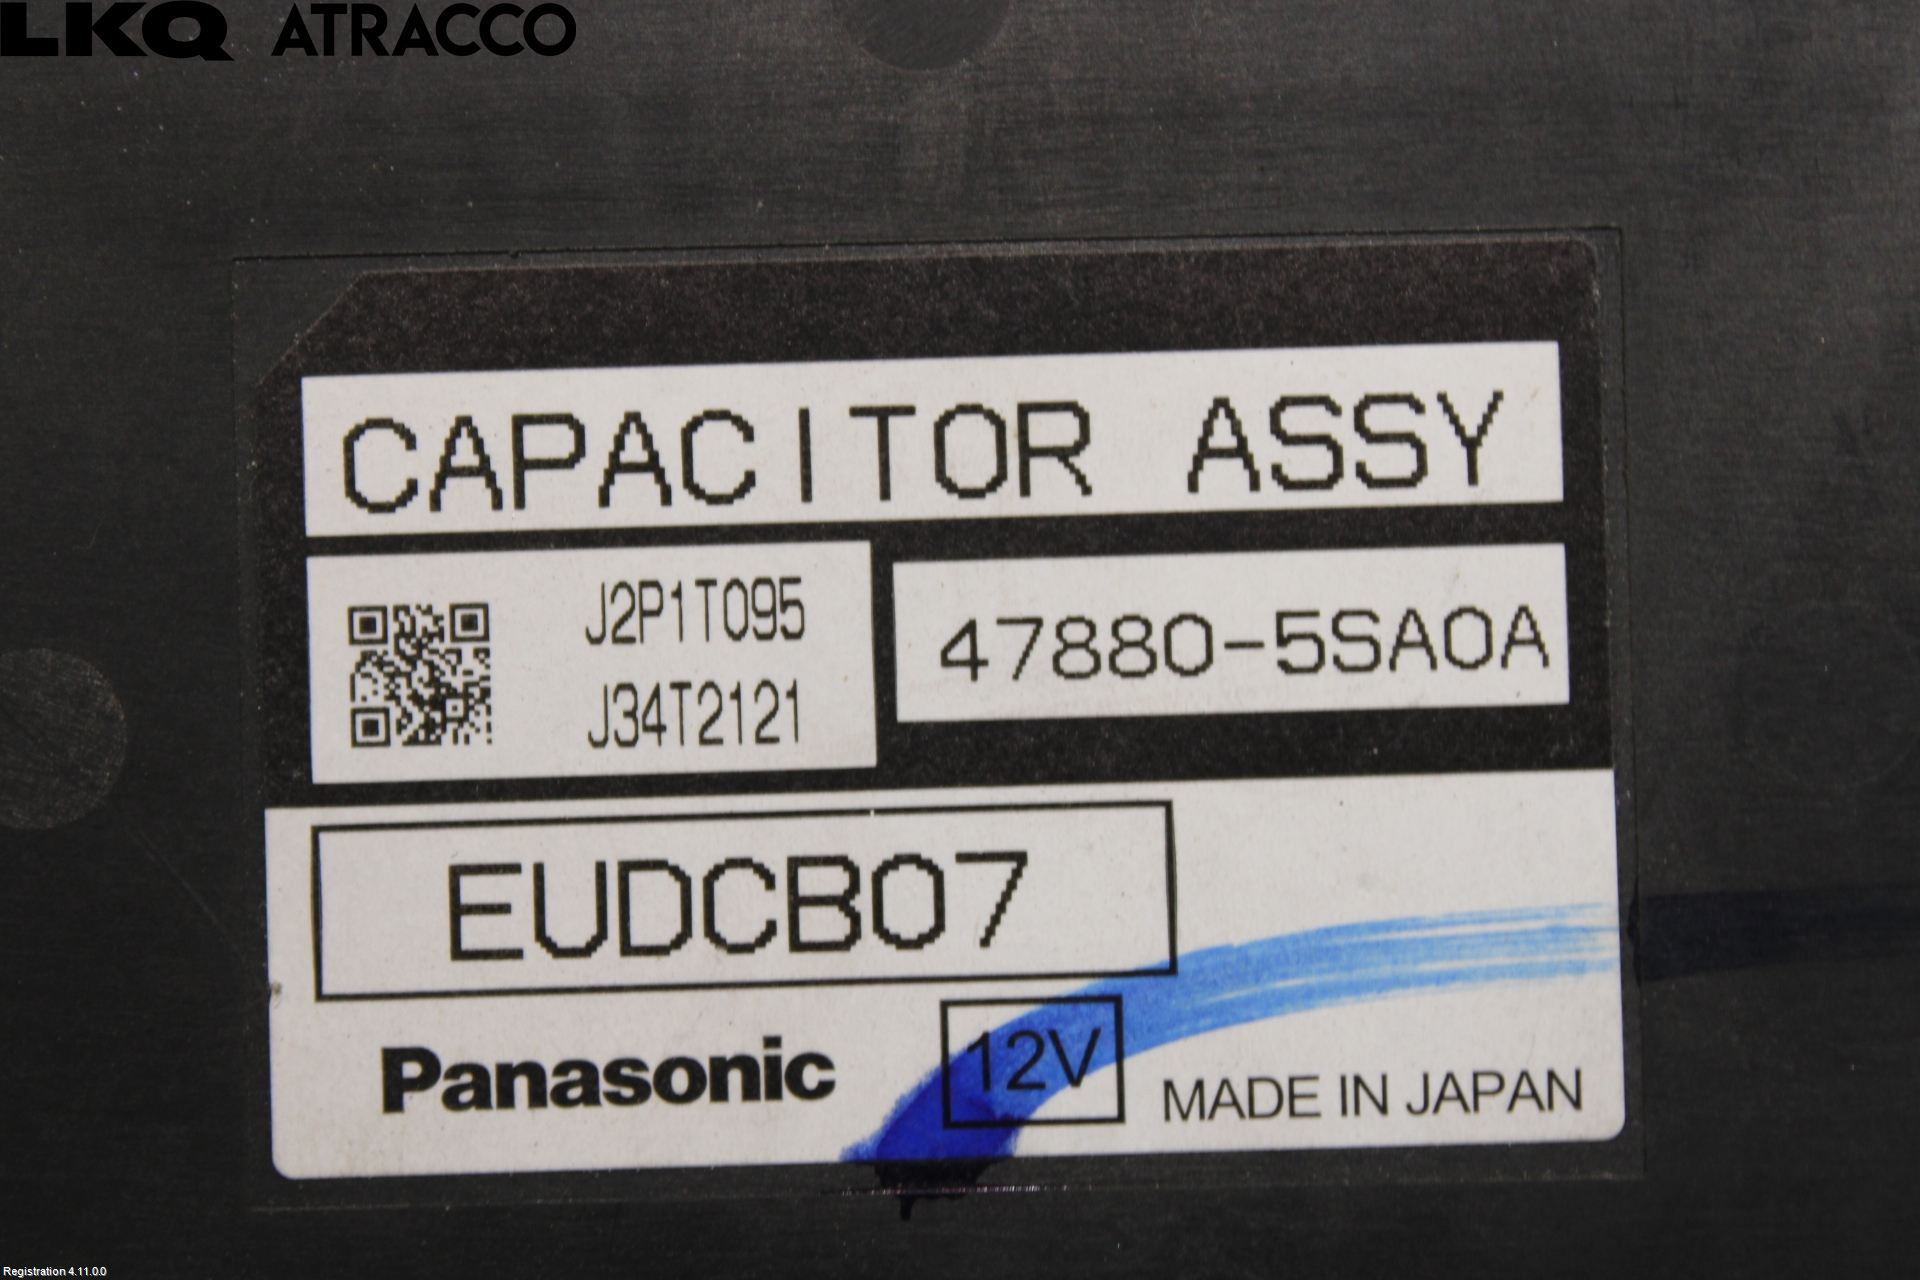 LKQ ATRACCO
CAPACITOR ASSY
J2P1T095
J34T2121
47880-5SA0A
EUDCB07
Panasonic
12V
MADE IN JAPAN
Registration 4.11.0.0